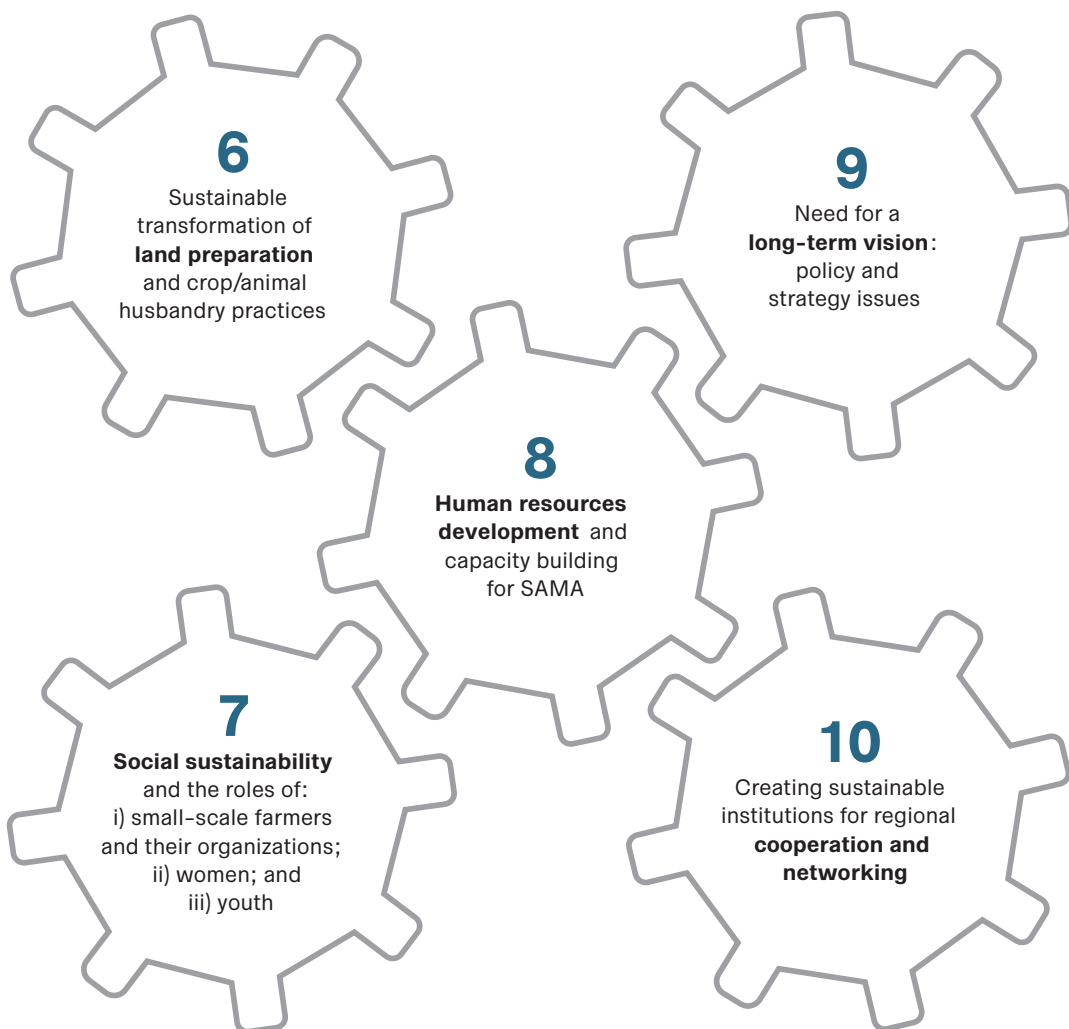 6
Sustainable
transformation of
land preparation
and crop/animal
husbandry practices
7
Social sustainability
and the roles of:
i) small-scale farmers
and their organizations;
ii) women; and
iii) youth
8
Human resources
development and
capacity building
for SAMA
9
Need for a
long-term vision:
policy and
strategy issues
10
Creating sustainable
institutions for regional
cooperation and
networking